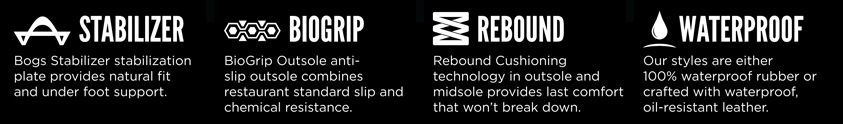 STABILIZER
Bogs Stabilizer stabilization
plate provides natural fit
and under foot support.
BIOGRIP
BioGrip Outsole anti-
slip outsole combines
restaurant standard slip and
chemical resistance.
REBOUND
Rebound Cushioning
technology in outsole and
midsole provides last comfort
that won't break down.
WATERPROOF
Our styles are either
100% waterproof rubber or
crafted with waterproof,
oil-resistant leather.